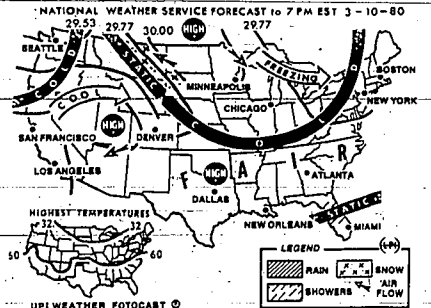 NATIONAL WEATHER SERVICE FORECAST to 7 PM EST 3-10-80
29.53 29.77 30.00 HIGH 29.77
SEATTLE
COLD
STATIC
COLD
FREEZING
BOSTON
MINNEAPOLIS
NEW YORK
COOL
CHICAGO
SAN FRANCISCO
HIGH
DENVER
LOS ANGELES
FAIR
HIGH
DALLAS
ATLANTA
NEW ORLEANS
STATIC
MIAMI
HIGHEST TEMPERATURES
32 32
50 60
LEGEND
RAIN SNOW
SHOWERS AIR FLOW
UPI WEATHER FOTOCAST ©